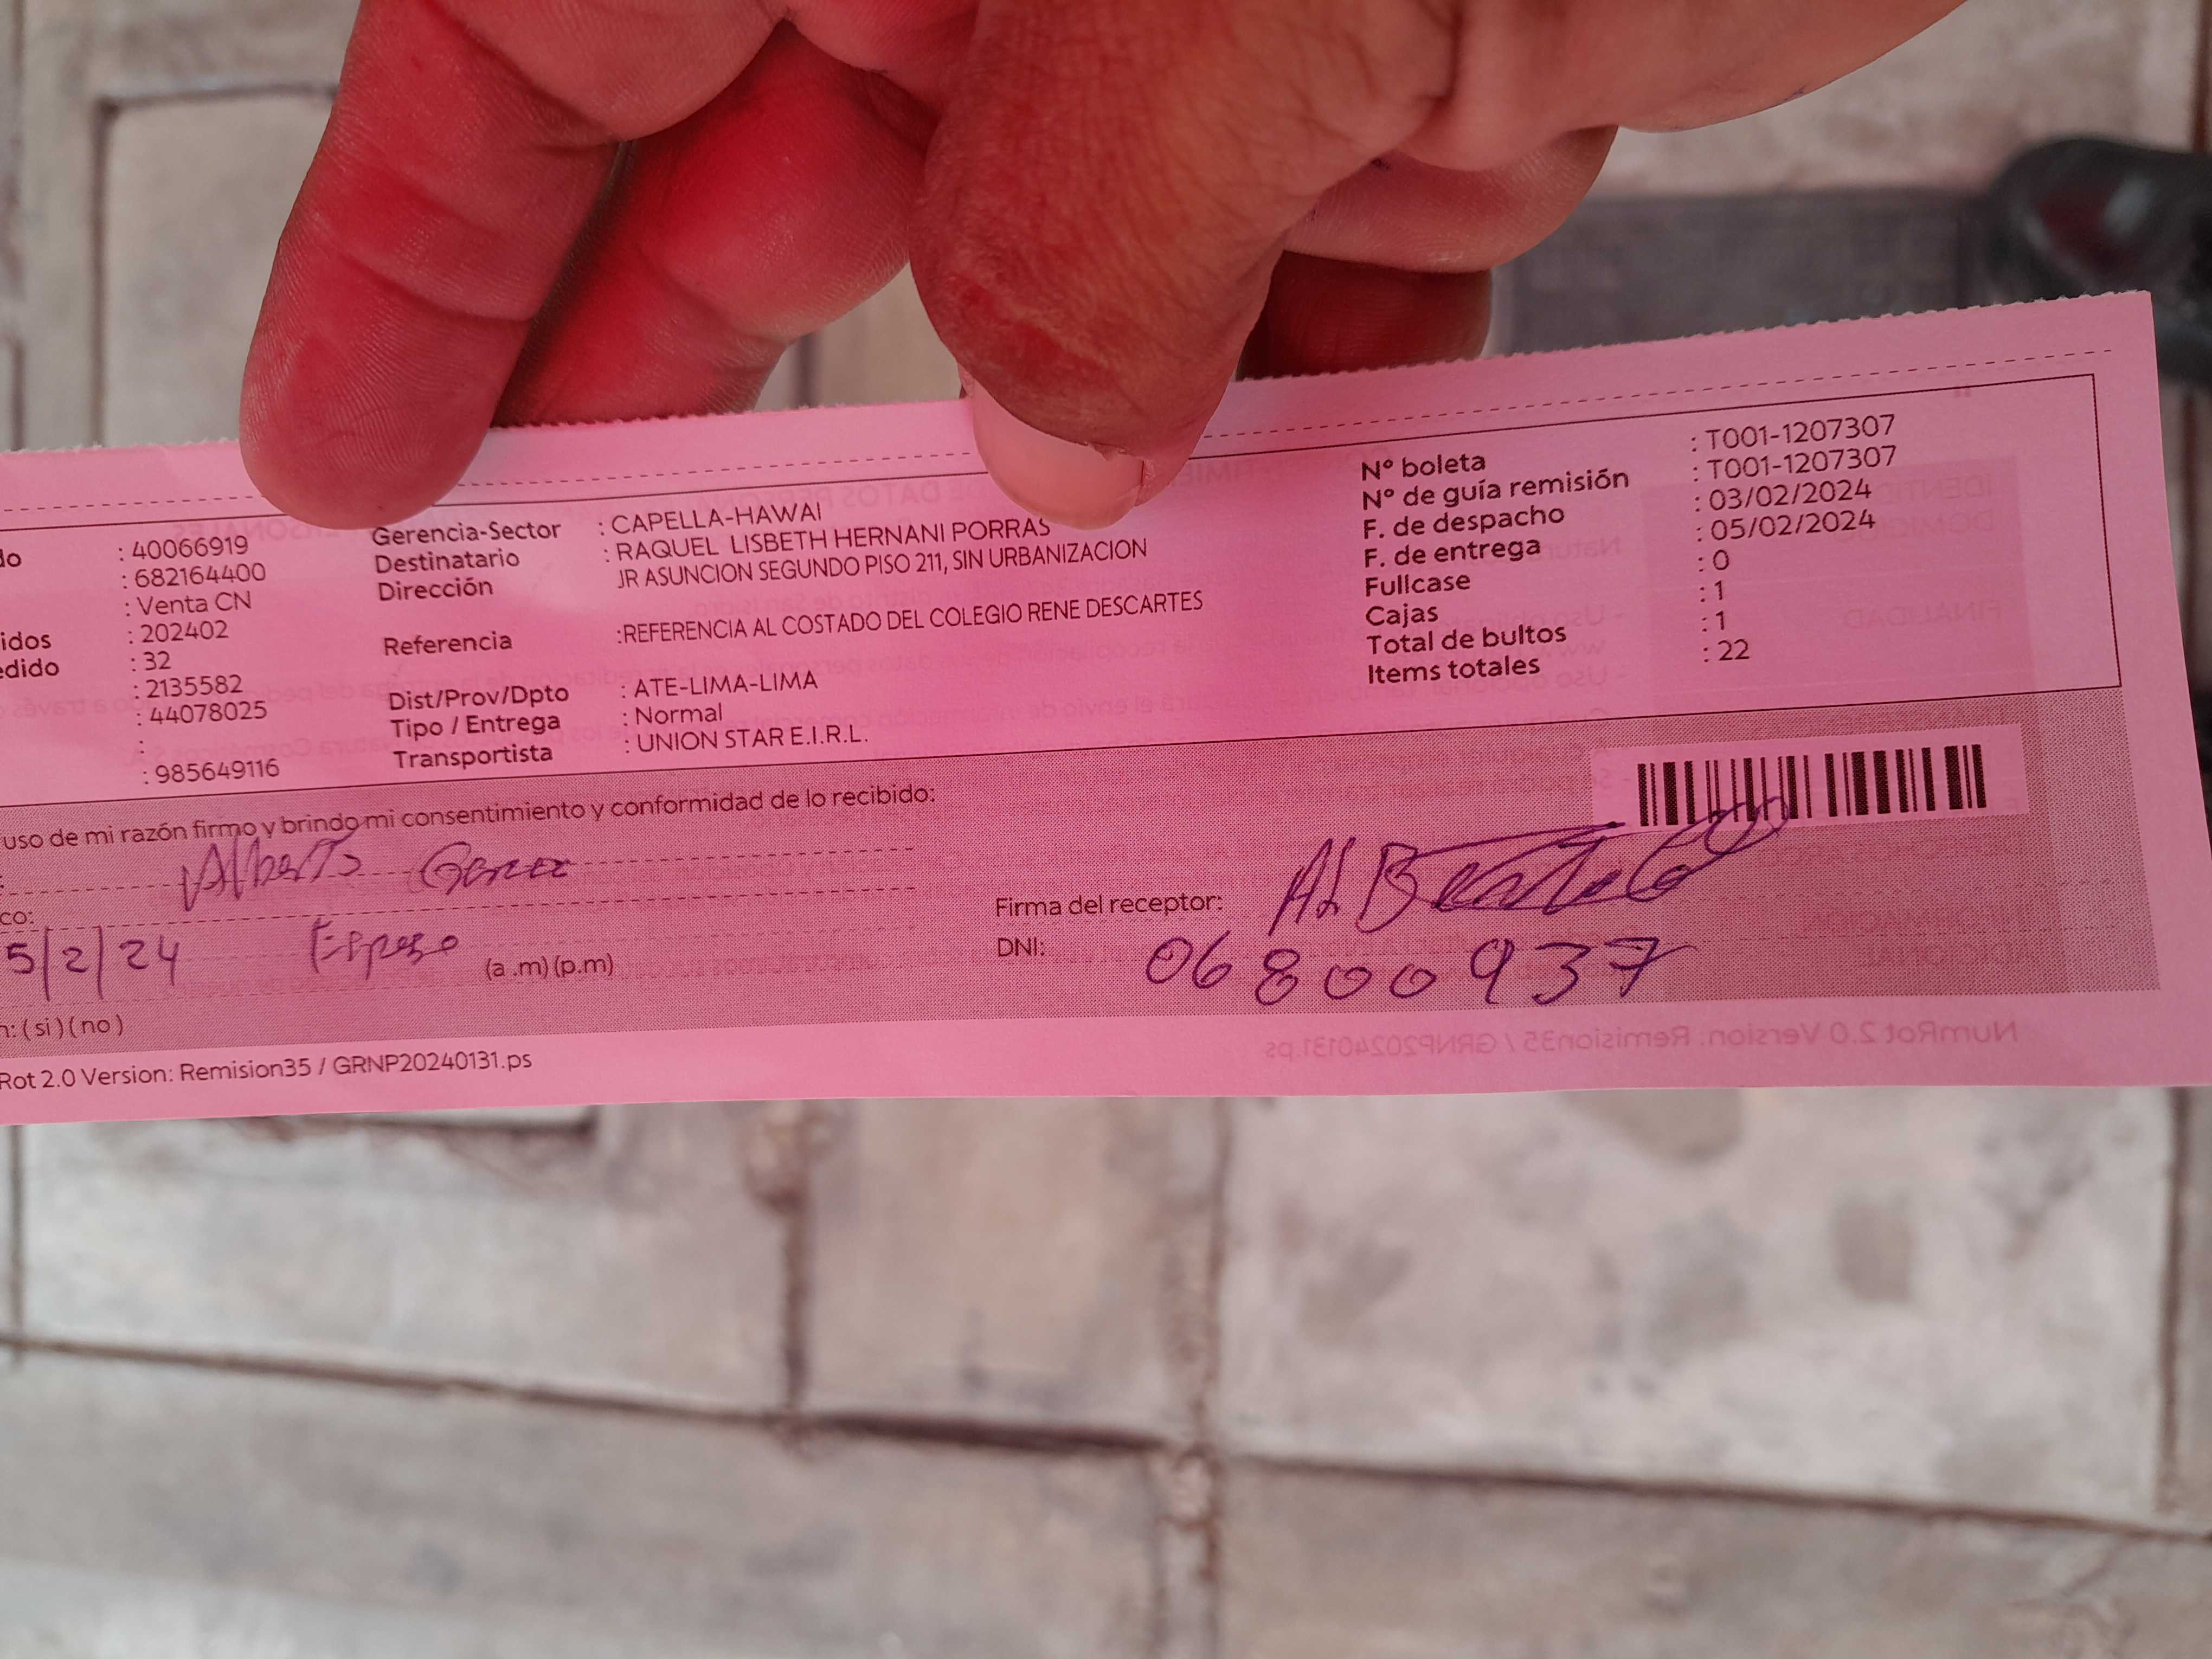 do : 40066919
: 682164400
: Venta CN
idos : 202402
edido : 32
: 2135582
: 44078025
:
: 985649116
Gerencia-Sector : CAPELLA-HAWAI
Destinatario : RAQUEL LISBETH HERNANI PORRAS
Dirección JR ASUNCION SEGUNDO PISO 211, SIN URBANIZACION
Referencia :REFERENCIA AL COSTADO DEL COLEGIO RENE DESCARTES
Dist/Prov/Dpto : ATE-LIMA-LIMA
Tipo / Entrega : Normal
Transportista : UNION STAR E.I.R.L.
Nº boleta : T001-1207307
Nº de guía remisión : T001-1207307
F. de despacho : 03/02/2024
F. de entrega : 05/02/2024
Fullcase : 0
Cajas : 1
Total de bultos : 1
Items totales : 22
uso de mi razón firmo y brindo mi consentimiento y conformidad de lo recibido:
: Alberto
co:
5/2/24 Esposo (a .m) (p.m)
n: ( si ) ( no )
Firma del receptor:
DNI: 06800937
Rot 2.0 Version: Remision35 / GRNP20240131.ps